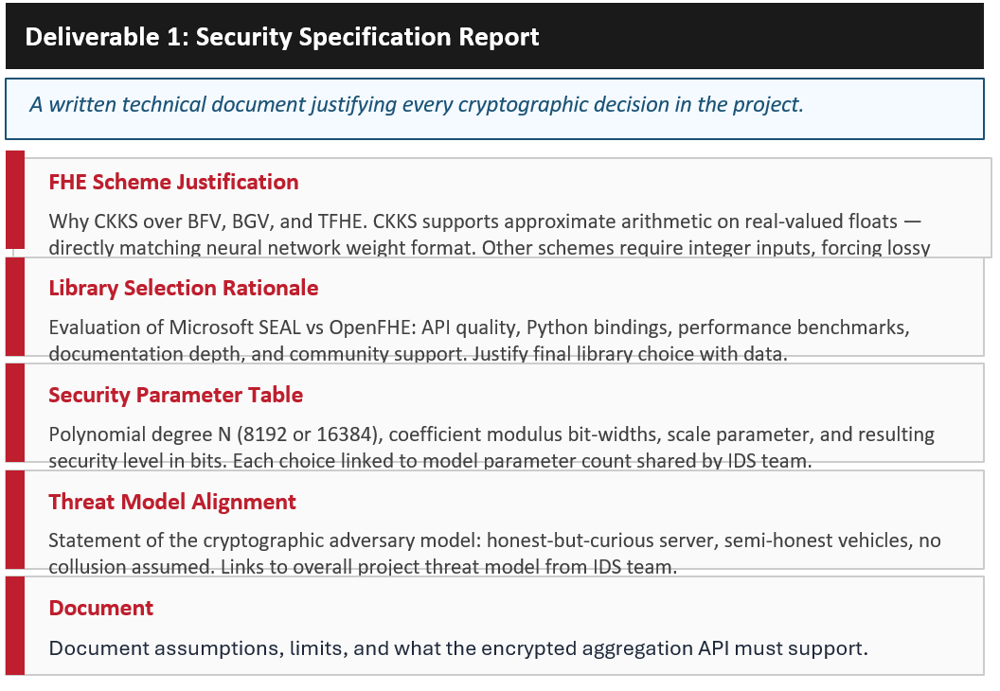 Deliverable 1: Security Specification Report
A written technical document justifying every cryptographic decision in the project.
FHE Scheme Justification
Why CKKS over BFV, BGV, and TFHE. CKKS supports approximate arithmetic on real-valued floats —
directly matching neural network weight format. Other schemes require integer inputs, forcing lossy
Library Selection Rationale
Evaluation of Microsoft SEAL vs OpenFHE: API quality, Python bindings, performance benchmarks,
documentation depth, and community support. Justify final library choice with data.
Security Parameter Table
Polynomial degree N (8192 or 16384), coefficient modulus bit-widths, scale parameter, and resulting
security level in bits. Each choice linked to model parameter count shared by IDS team.
Threat Model Alignment
Statement of the cryptographic adversary model: honest-but-curious server, semi-honest vehicles, no
collusion assumed. Links to overall project threat model from IDS team.
Document
Document assumptions, limits, and what the encrypted aggregation API must support.